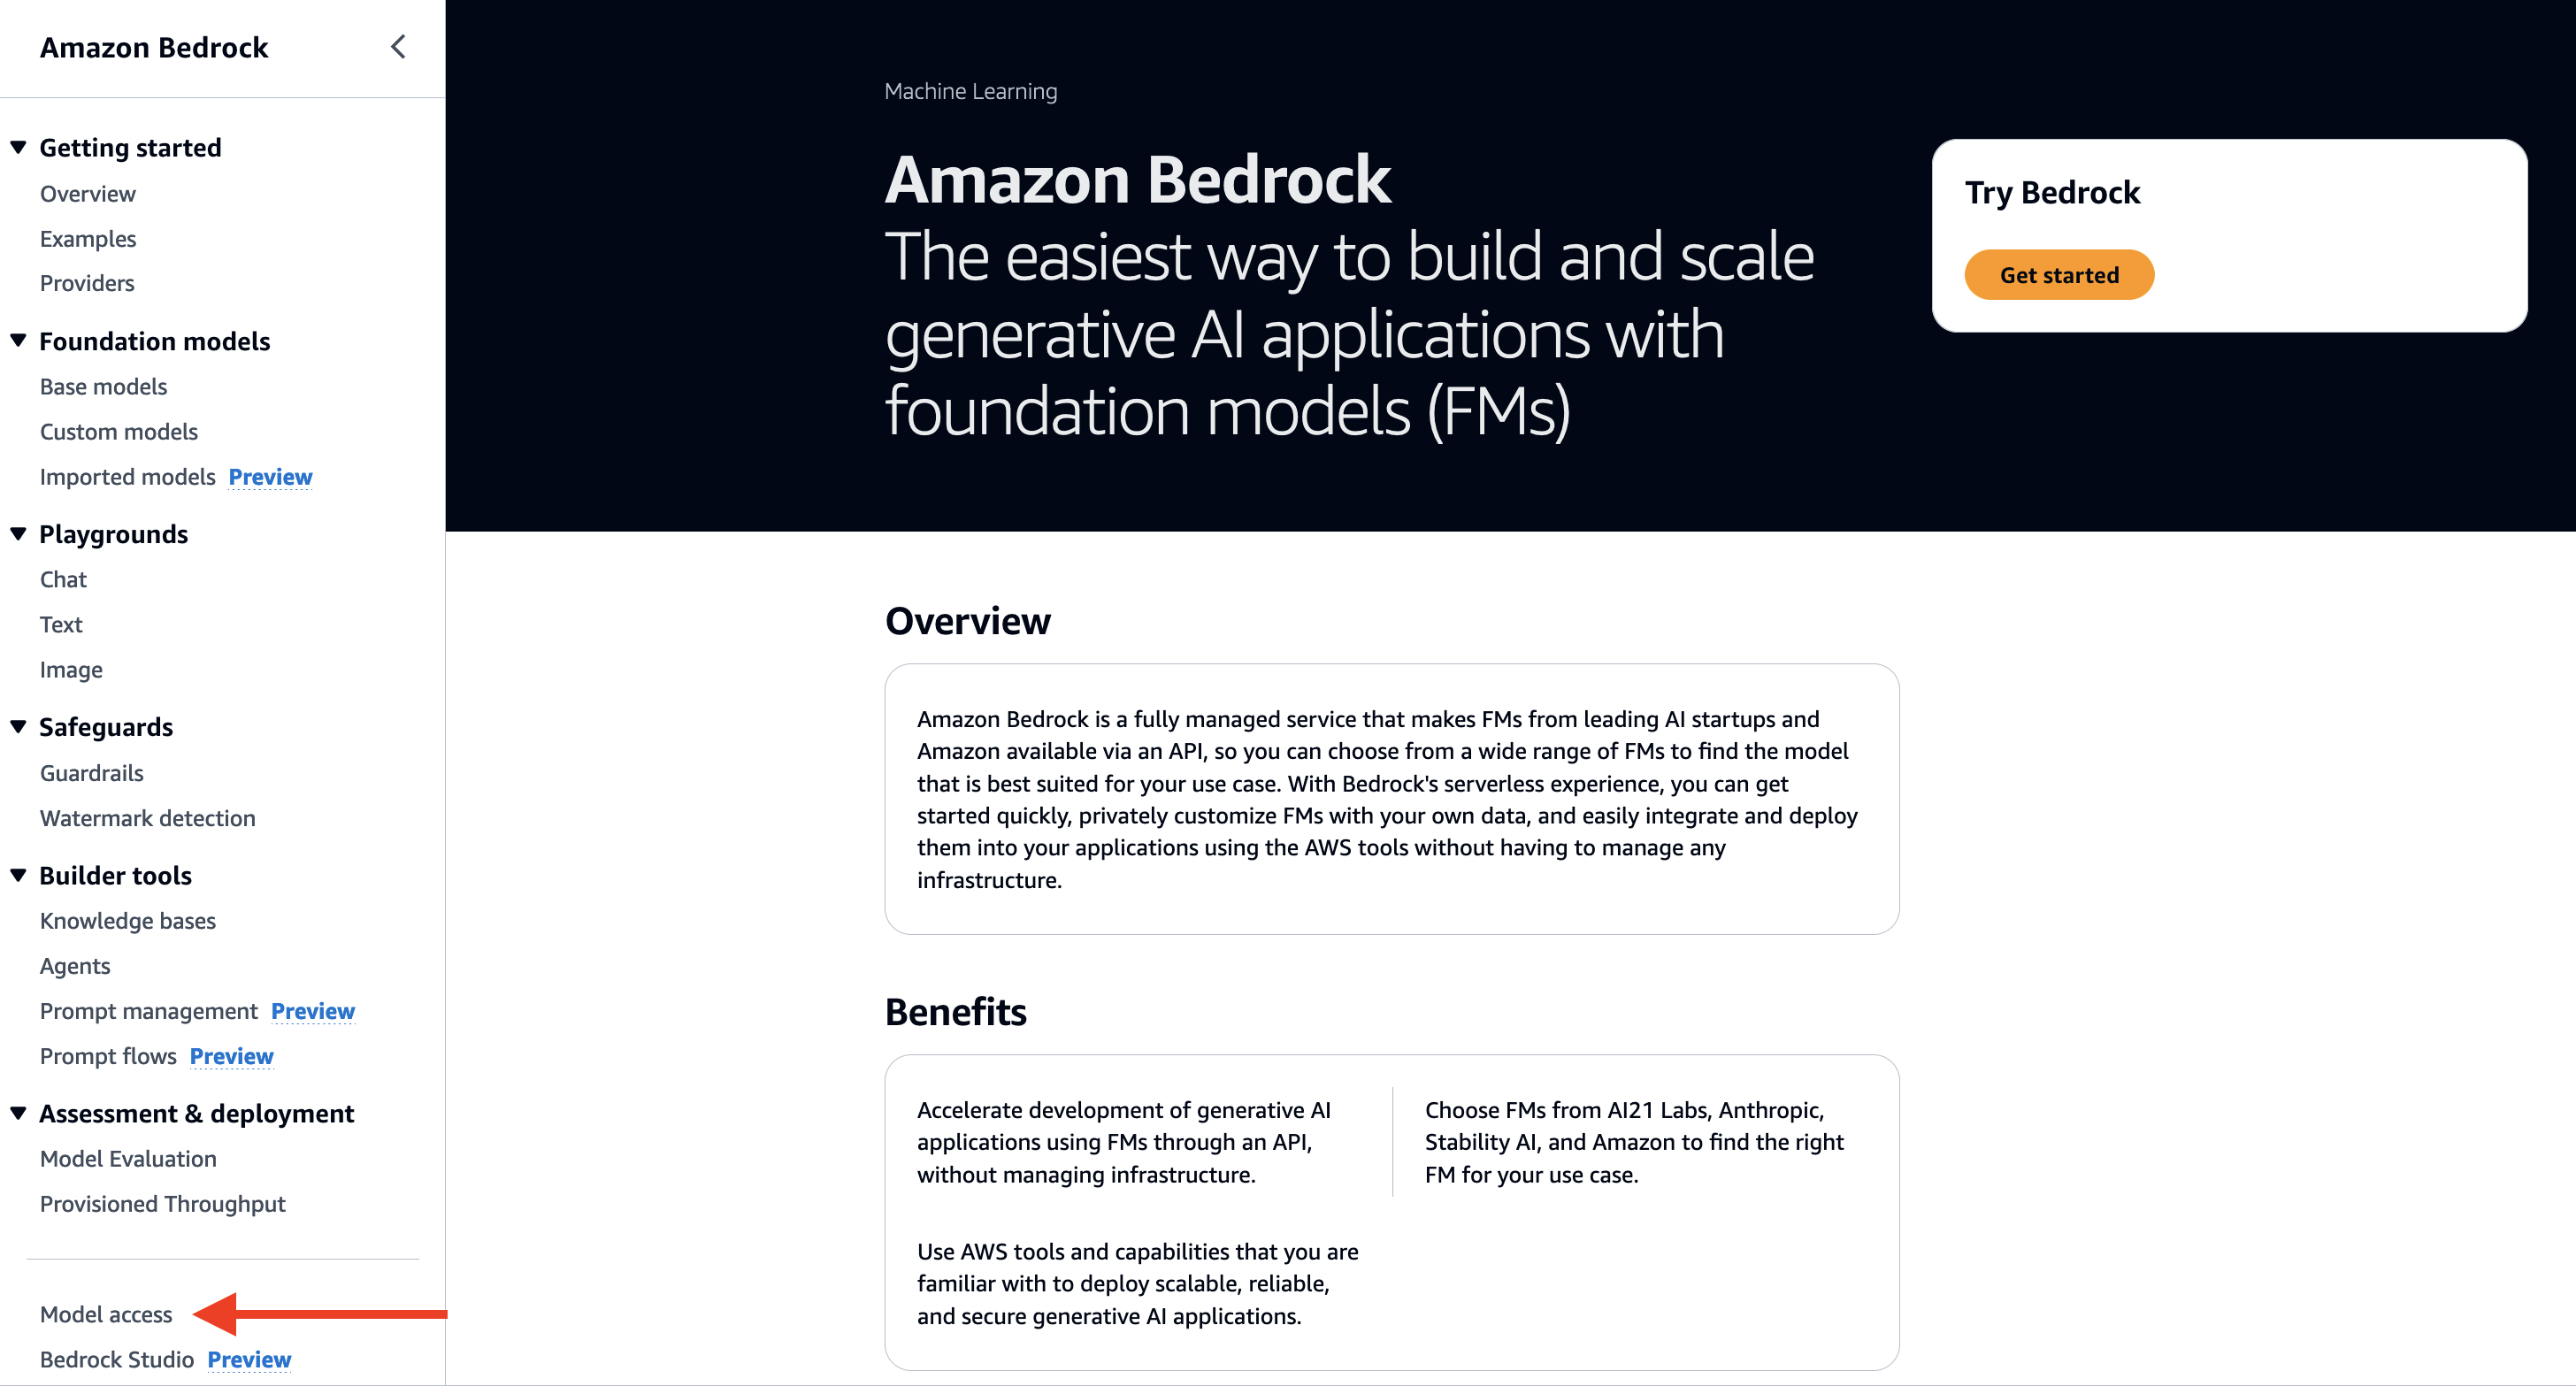 Amazon Bedrock
Getting started
Overview
Examples
Providers
Foundation models
Base models
Custom models
Imported models Preview
Playgrounds
Chat
Text
Image
Safeguards
Guardrails
Watermark detection
Builder tools
Knowledge bases
Agents
Prompt management Preview
Prompt flows Preview
Assessment & deployment
Model Evaluation
Provisioned Throughput
Model access
Bedrock Studio Preview
Machine Learning
Amazon Bedrock
The easiest way to build and scale
generative AI applications with
foundation models (FMs)
Try Bedrock
Get started
Overview
Amazon Bedrock is a fully managed service that makes FMs from leading AI startups and
Amazon available via an API, so you can choose from a wide range of FMs to find the model
that is best suited for your use case. With Bedrock's serverless experience, you can get
started quickly, privately customize FMs with your own data, and easily integrate and deploy
them into your applications using the AWS tools without having to manage any
infrastructure.
Benefits
Accelerate development of generative AI
applications using FMs through an API,
without managing infrastructure.
Choose FMs from AI21 Labs, Anthropic,
Stability AI, and Amazon to find the right
FM for your use case.
Use AWS tools and capabilities that you are
familiar with to deploy scalable, reliable,
and secure generative AI applications.